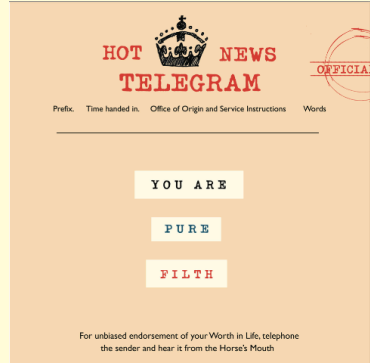 HOT NEWS
TELEGRAM
OFFICIA
Prefix. Time handed in. Office of Origin and Service Instructions Words
YOU ARE
PURE
FILTH
For unbiased endorsement of your Worth in Life, telephone
the sender and hear it from the Horse's Mouth